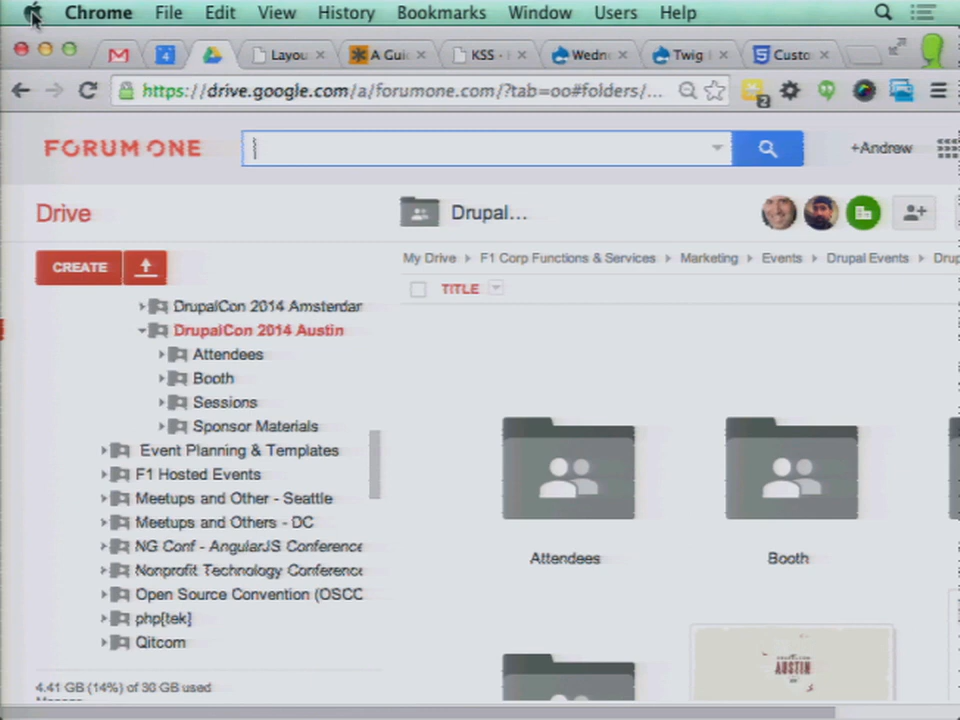 Chrome File Edit View History Bookmarks Window Users Help
4 Layou × A Gui × KSS - × Wedn × Twig × 5 Custo ×
https://drive.google.com/a/forumone.com/?tab=oo#folders/... 2
FORUM ONE +Andrew
Drive Drupal...
CREATE My Drive F1 Corp Functions & Services Marketing Events Drupal Events Drup
TITLE
DrupalCon 2014 Amsterdar
DrupalCon 2014 Austin
Attendees
Booth
Sessions
Sponsor Materials
Event Planning & Templates
F1 Hosted Events
Meetups and Other - Seattle
Meetups and Others - DC
NG Conf - AngularJS Conference
Nonprofit Technology Conference
Open Source Convention (OSCC
php[tek]
Qitcom
Attendees Booth
AUSTIN
4.41 GB (14%) of 30 GB used